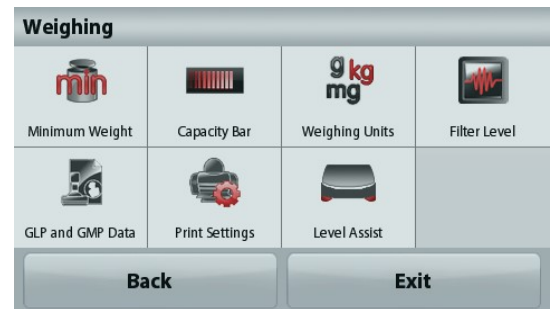 Weighing
min
g kg
mg
Minimum Weight
Capacity Bar
Weighing Units
Filter Level
GLP and GMP Data
Print Settings
Level Assist
Back
Exit